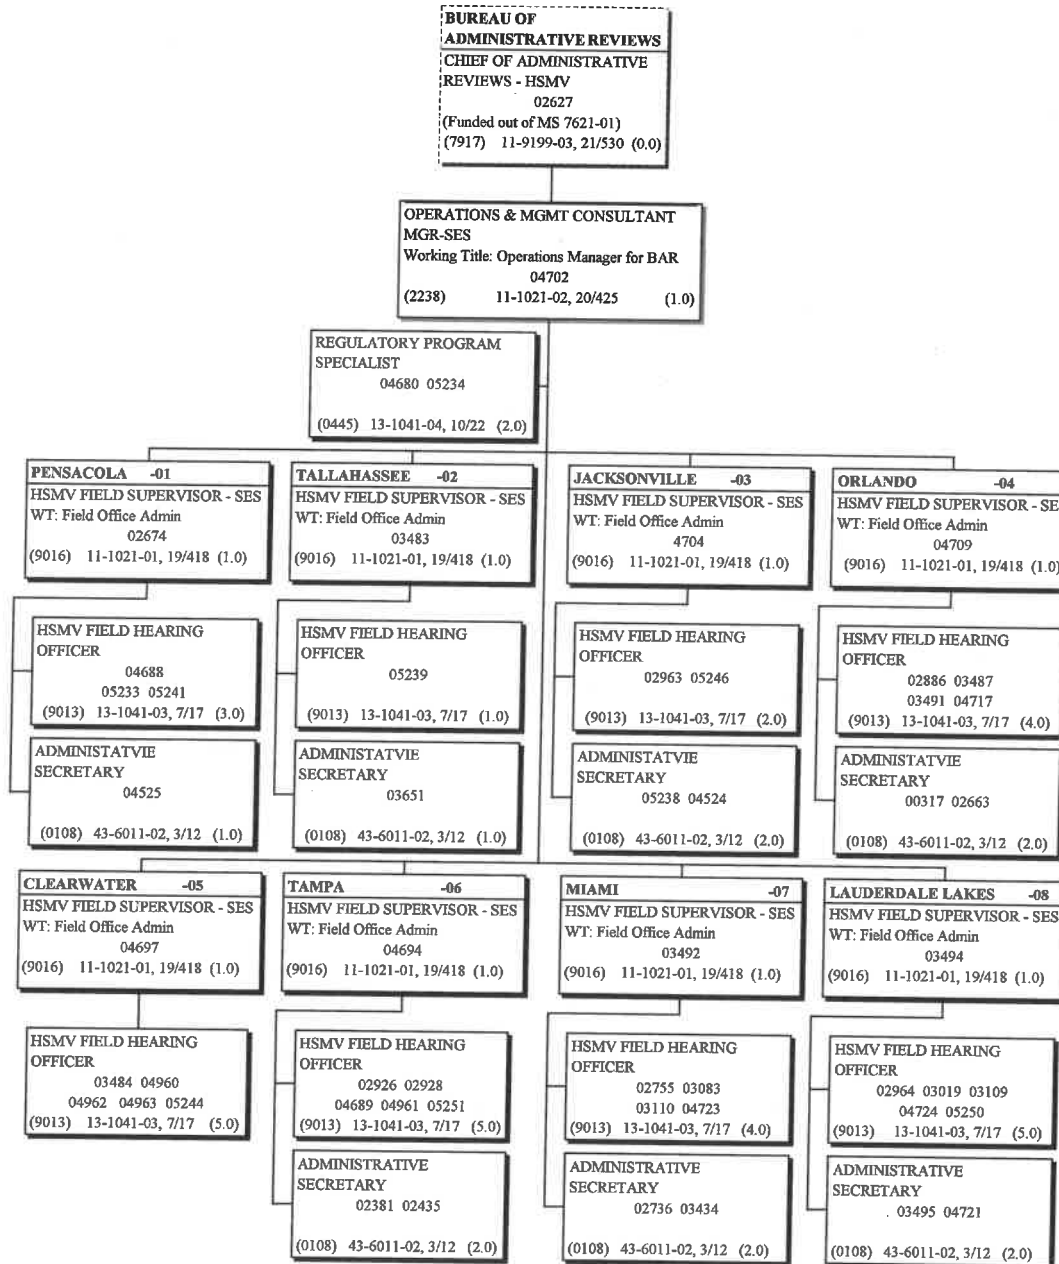 BUREAU OF
ADMINISTRATIVE REVIEWS
CHIEF OF ADMINISTRATIVE
REVIEWS - HSMV
02627
(Funded out of MS 7621-01)
(7917) 11-9199-03, 21/530 (0.0)
OPERATIONS & MGMT CONSULTANT
MGR-SES
Working Title: Operations Manager for BAR
04702
(2238) 11-1021-02, 20/425 (1.0)
REGULATORY PROGRAM
SPECIALIST
04680 05234
(0445) 13-1041-04, 10/22 (2.0)
PENSACOLA -01
HSMV FIELD SUPERVISOR - SES
WT: Field Office Admin
02674
(9016) 11-1021-01, 19/418 (1.0)
HSMV FIELD HEARING
OFFICER
04688
05233 05241
(9013) 13-1041-03, 7/17 (3.0)
ADMINISTATVIE
SECRETARY
04525
(0108) 43-6011-02, 3/12 (1.0)
TALLAHASSEE -02
HSMV FIELD SUPERVISOR - SES
WT: Field Office Admin
03483
(9016) 11-1021-01, 19/418 (1.0)
HSMV FIELD HEARING
OFFICER
05239
(9013) 13-1041-03, 7/17 (1.0)
ADMINISTATVIE
SECRETARY
03651
(0108) 43-6011-02, 3/12 (1.0)
JACKSONVILLE -03
HSMV FIELD SUPERVISOR - SES
WT: Field Office Admin
4704
(9016) 11-1021-01, 19/418 (1.0)
HSMV FIELD HEARING
OFFICER
02963 05246
(9013) 13-1041-03, 7/17 (2.0)
ADMINISTATVIE
SECRETARY
05238 04524
(0108) 43-6011-02, 3/12 (2.0)
ORLANDO -04
HSMV FIELD SUPERVISOR - SE
WT: Field Office Admin
04709
(9016) 11-1021-01, 19/418 (1.0)
HSMV FIELD HEARING
OFFICER
02886 03487
03491 04717
(9013) 13-1041-03, 7/17 (4.0)
ADMINISTATVIE
SECRETARY
00317 02663
(0108) 43-6011-02, 3/12 (2.0)
CLEARWATER -05
HSMV FIELD SUPERVISOR - SES
WT: Field Office Admin
04697
(9016) 11-1021-01, 19/418 (1.0)
HSMV FIELD HEARING
OFFICER
03484 04960
04962 04963 05244
(9013) 13-1041-03, 7/17 (5.0)
TAMPA -06
HSMV FIELD SUPERVISOR - SES
WT: Field Office Admin
04694
(9016) 11-1021-01, 19/418 (1.0)
HSMV FIELD HEARING
OFFICER
02926 02928
04689 04961 05251
(9013) 13-1041-03, 7/17 (5.0)
ADMINISTRATIVE
SECRETARY
02381 02435
(0108) 43-6011-02, 3/12 (2.0)
MIAMI -07
HSMV FIELD SUPERVISOR - SES
WT: Field Office Admin
03492
(9016) 11-1021-01, 19/418 (1.0)
HSMV FIELD HEARING
OFFICER
02755 03083
03110 04723
(9013) 13-1041-03, 7/17 (4.0)
ADMINISTRATIVE
SECRETARY
02736 03434
(0108) 43-6011-02, 3/12 (2.0)
LAUDERDALE LAKES -08
HSMV FIELD SUPERVISOR - SES
WT: Field Office Admin
03494
(9016) 11-1021-01, 19/418 (1.0)
HSMV FIELD HEARING
OFFICER
02964 03019 03109
04724 05250
(9013) 13-1041-03, 7/17 (5.0)
ADMINISTRATIVE
SECRETARY
03495 04721
(0108) 43-6011-02, 3/12 (2.0)